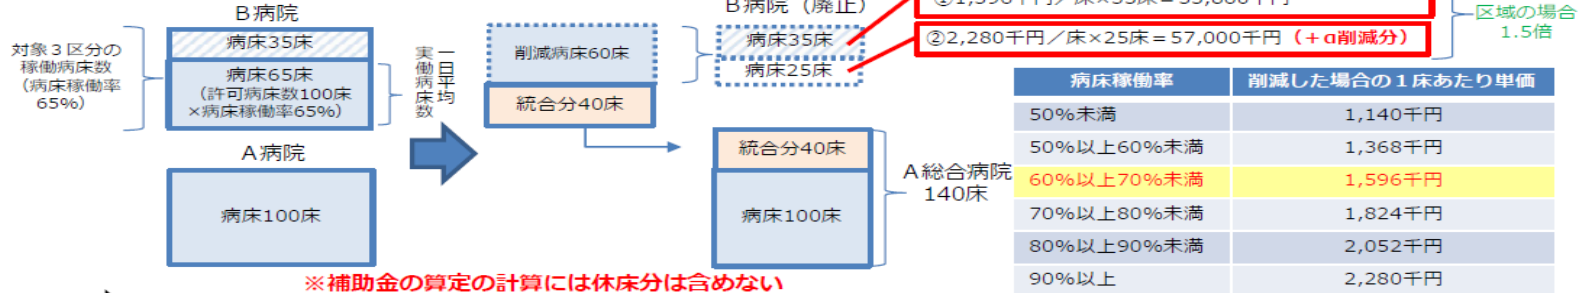 B病院
対象3区分の
稼働病床数
(病床稼働率
65%)
病床35床
病床65床
(許可病床数100床
×病床稼働率65%)
一日平均
実働病床数
A病院
病床100床
削減病床60床
統合分40床
B病院(廃止)
病床35床
病床25床
統合分40床
病床100床
A総合病院
140床
②2,280千円/床×25床=57,000千円(+α削減分)
区域の場合
1.5倍
病床稼働率 削減した場合の1床あたり単価
50%未満 1,140千円
50%以上60%未満 1,368千円
60%以上70%未満 1,596千円
70%以上80%未満 1,824千円
80%以上90%未満 2,052千円
90%以上 2,280千円
※補助金の算定の計算には休床分は含めない